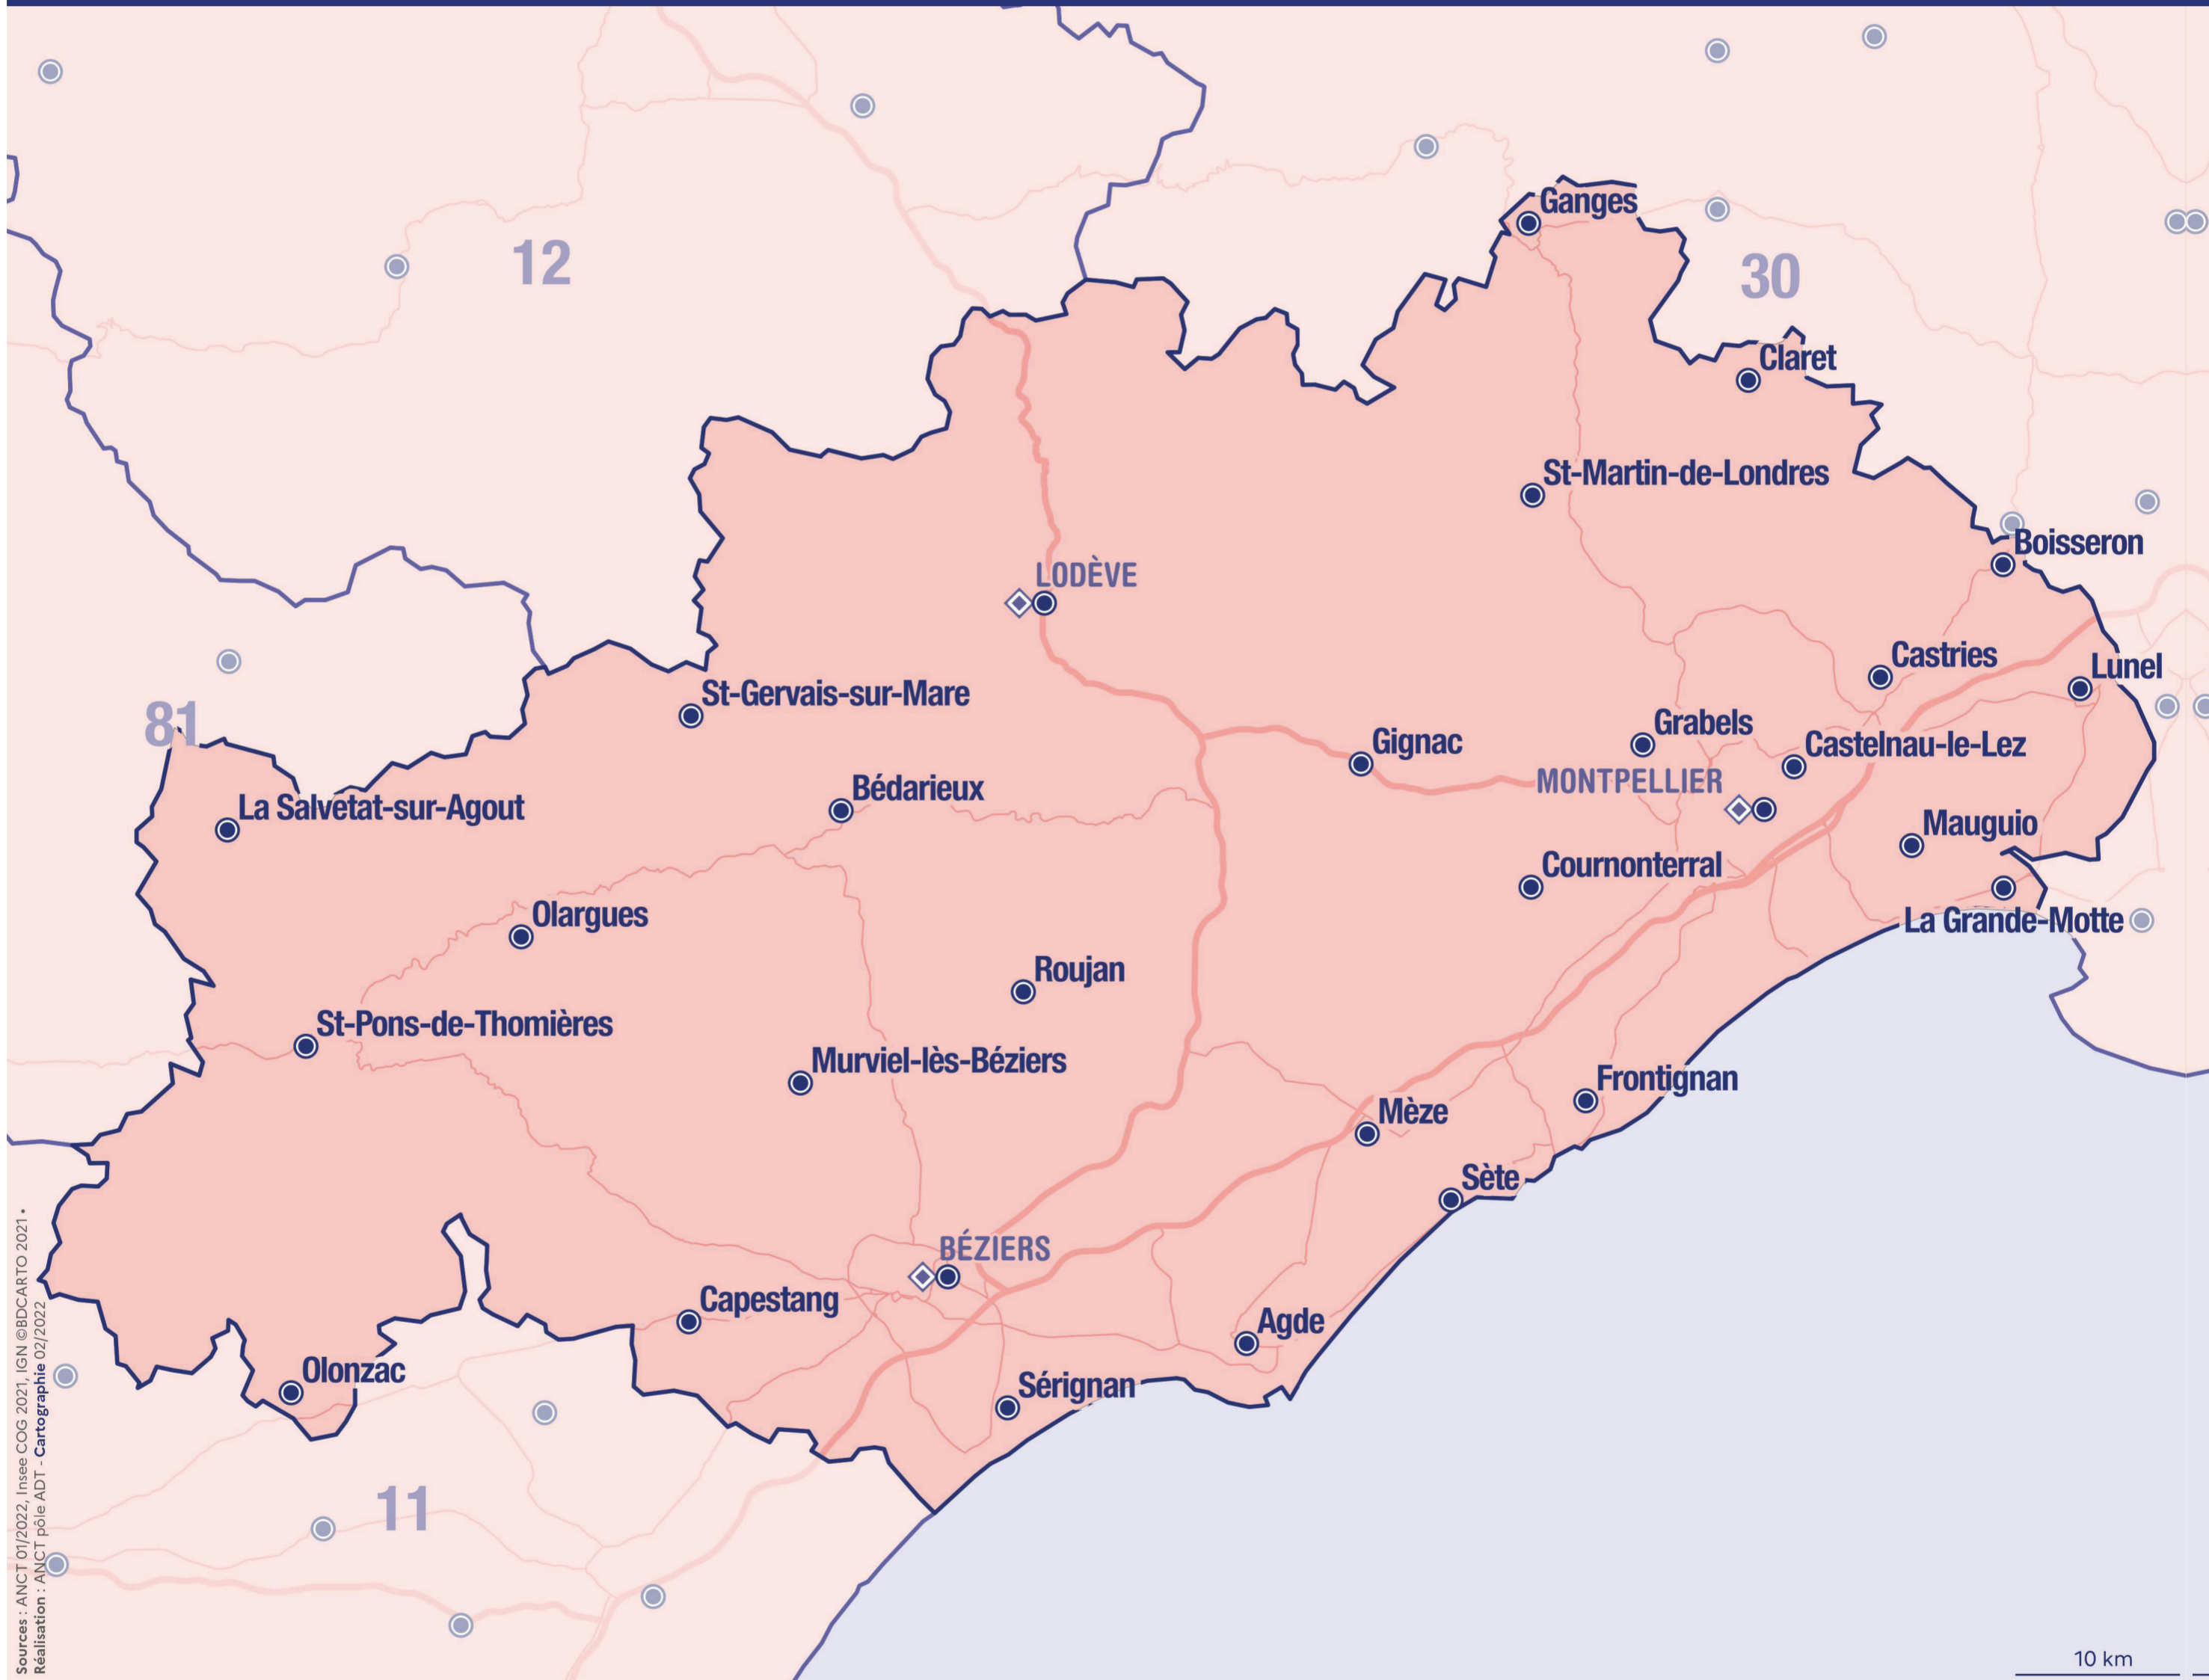 Ganges
12
30
Claret
St-Martin-de-Londres
Boisseron
LODÈVE
Castries
Lunel
St-Gervais-sur-Mare
81
Grabels
Gignac
Castelnau-le-Lez
MONTPELLIER
Bédarieux
La Salvetat-sur-Agout
Mauguio
Cournonterral
Olargues
La Grande-Motte
Roujan
St-Pons-de-Thomières
Murviel-lès-Béziers
Frontignan
Mèze
Sète
BÉZIERS
Capestang
Agde
Olonzac
Sérignan
11
Sources : ANCT 01/2022, Insee COG 2021, IGN ©BDCARTO 2021 •
Réalisation : ANCT pôle ADT - Cartographie 02/2022
10 km